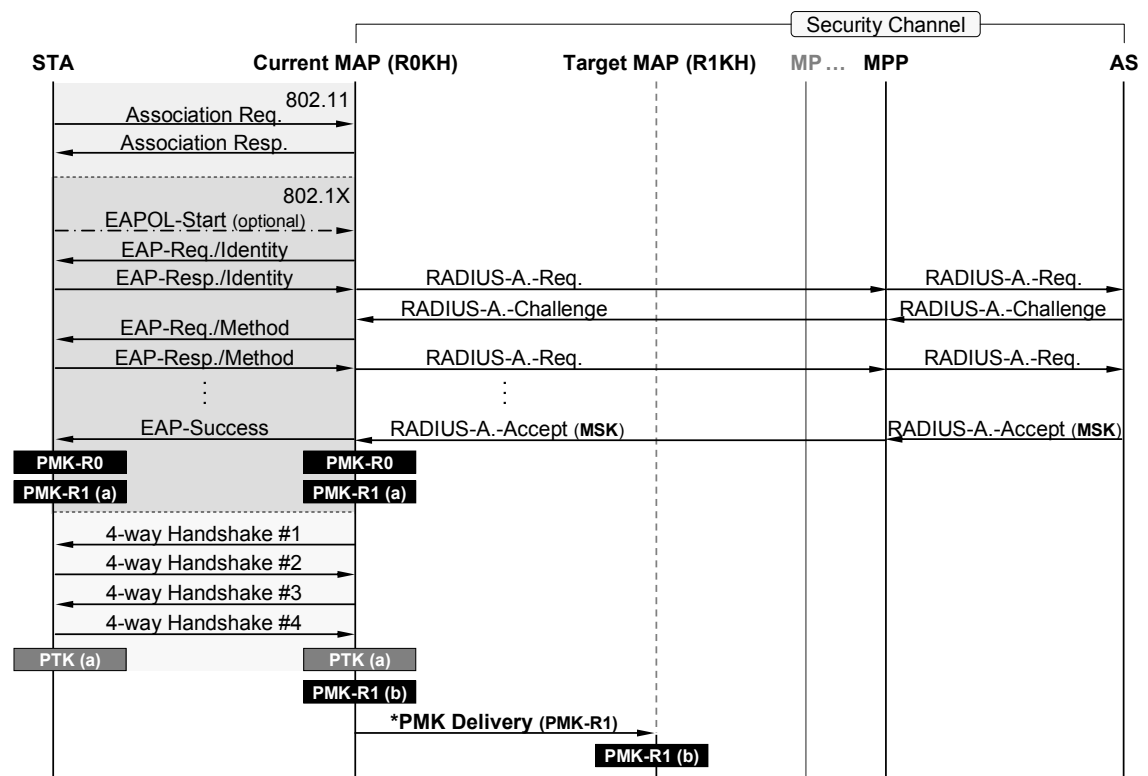 Security Channel
STA Current MAP (R0KH) Target MAP (R1KH) MP ... MPP AS
802.11
Association Req.
Association Resp.
802.1X
EAPOL-Start (optional)
EAP-Req./Identity
EAP-Resp./Identity RADIUS-A.-Req. RADIUS-A.-Req.
RADIUS-A.-Challenge RADIUS-A.-Challenge
EAP-Req./Method
EAP-Resp./Method RADIUS-A.-Req. RADIUS-A.-Req.
EAP-Success RADIUS-A.-Accept (MSK) RADIUS-A.-Accept (MSK)
PMK-R0 PMK-R0
PMK-R1 (a) PMK-R1 (a)
4-way Handshake #1
4-way Handshake #2
4-way Handshake #3
4-way Handshake #4
PTK (a) PTK (a)
PMK-R1 (b)
*PMK Delivery (PMK-R1)
PMK-R1 (b)